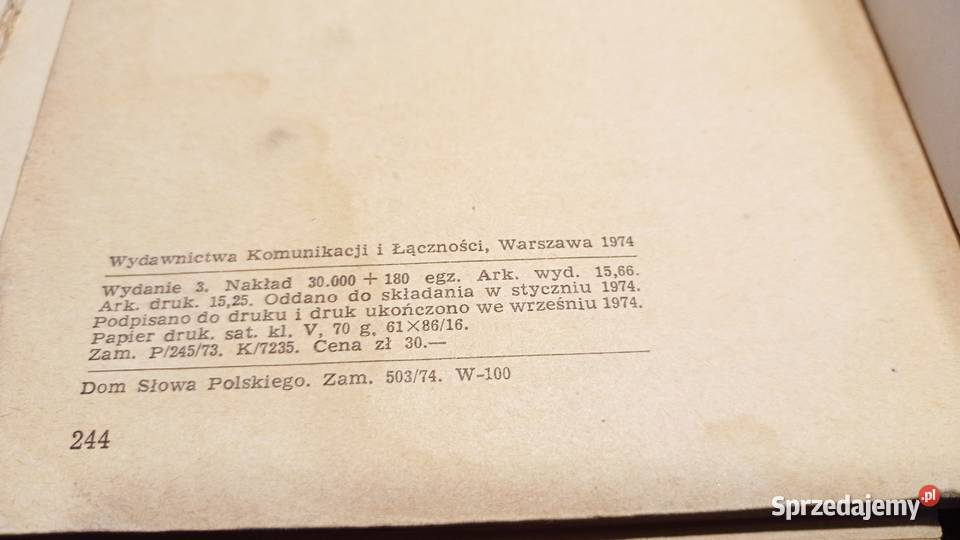 Wydawnictwa Komunikacji i Łączności, Warszawa 1974
Wydanie 3. Nakład 30.000 + 180 egz. Ark. wyd. 15,66.
Ark. druk. 15,25. Oddano do składania w styczniu 1974.
Podpisano do druku i druk ukończono we wrześniu 1974.
Papier druk. sat. kl. V, 70 g. 61×86/16.
Zam. P/245/73. K/7235. Cena zł 30.—
Dom Słowa Polskiego. Zam. 503/74. W-100
244
Sprzedajemy.pl